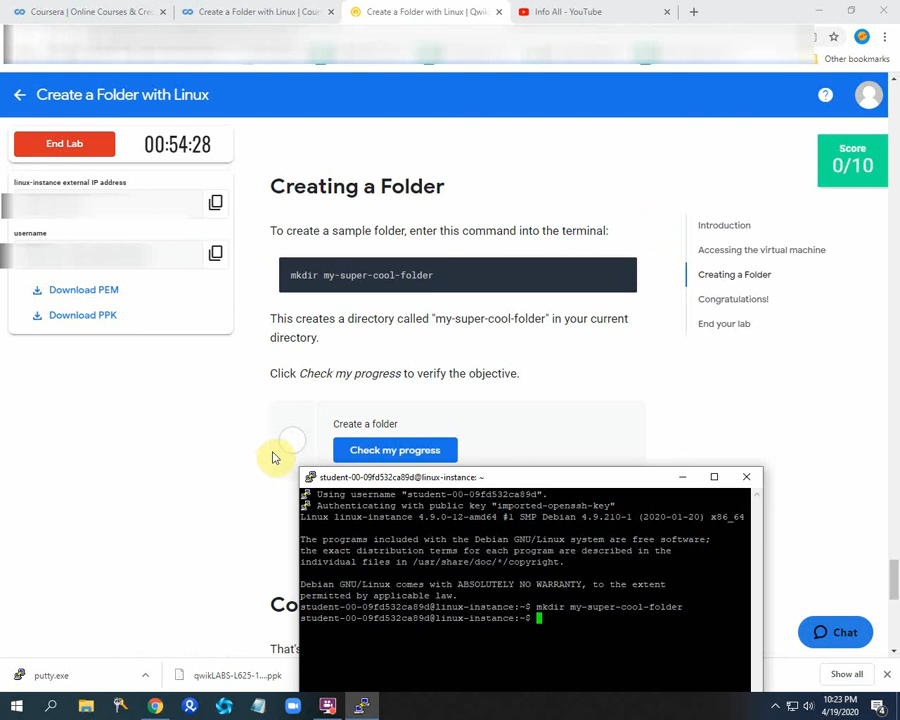 Coursera | Online Courses & Cre
Create a Folder with Linux | Cour
Create a Folder with Linux | Qwik
Info All - YouTube
Other bookmarks
Create a Folder with Linux
End Lab
00:54:28
Score
0/10
linux-instance external IP address
username
Download PEM
Download PPK
Creating a Folder
To create a sample folder, enter this command into the terminal:
mkdir my-super-cool-folder
This creates a directory called "my-super-cool-folder" in your current
directory.
Click Check my progress to verify the objective.
Create a folder
Check my progress
Introduction
Accessing the virtual machine
Creating a Folder
Congratulations!
End your lab
student-00-09fd532ca89d@linux-instance: ~
Using username "student-00-09fd532ca89d".
Authenticating with public key "imported-openssh-key"
Linux linux-instance 4.9.0-12-amd64 #1 SMP Debian 4.9.210-1 (2020-01-20) x86_64
The programs included with the Debian GNU/Linux system are free software;
the exact distribution terms for each program are described in the
individual files in /usr/share/doc/*/copyright.
Debian GNU/Linux comes with ABSOLUTELY NO WARRANTY, to the extent
permitted by applicable law.
student-00-09fd532ca89d@linux-instance:~$ mkdir my-super-cool-folder
student-00-09fd532ca89d@linux-instance:~$
Co
That's
Chat
putty.exe
qwikLABS-L625-1....ppk
Show all
10:23 PM
4/19/2020
4